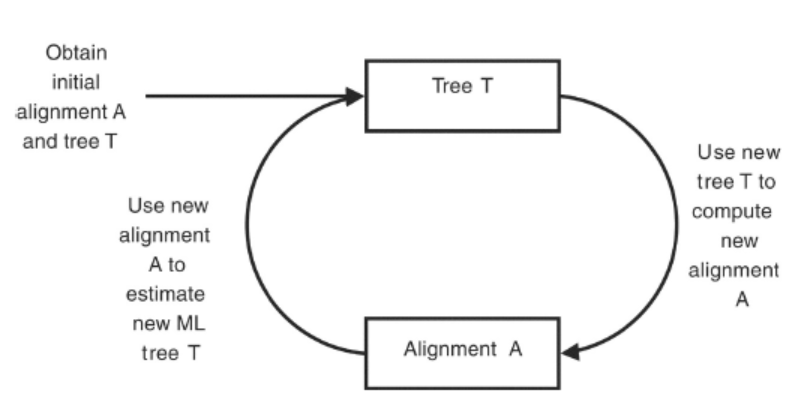 Obtain
initial
alignment A
and tree T
Tree T
Use new
tree T to
compute
new
alignment
A
Use new
alignment
A to
estimate
new ML
tree T
Alignment A